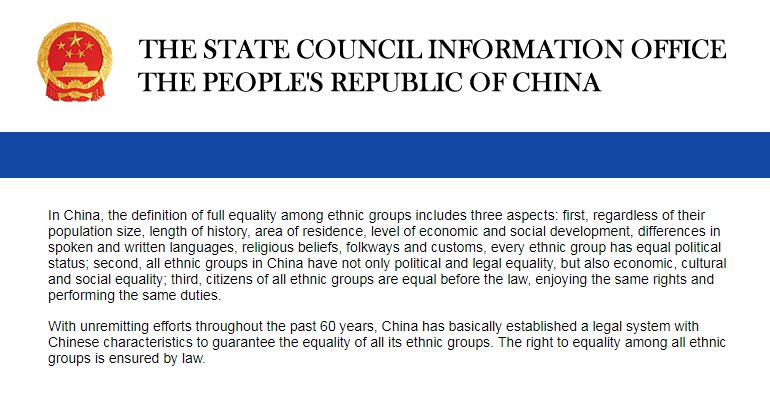 THE STATE COUNCIL INFORMATION OFFICE
THE PEOPLE'S REPUBLIC OF CHINA
In China, the definition of full equality among ethnic groups includes three aspects: first, regardless of their
population size, length of history, area of residence, level of economic and social development, differences in
spoken and written languages, religious beliefs, folkways and customs, every ethnic group has equal political
status; second, all ethnic groups in China have not only political and legal equality, but also economic, cultural
and social equality; third, citizens of all ethnic groups are equal before the law, enjoying the same rights and
performing the same duties.
With unremitting efforts throughout the past 60 years, China has basically established a legal system with
Chinese characteristics to guarantee the equality of all its ethnic groups. The right to equality among all ethnic
groups is ensured by law.